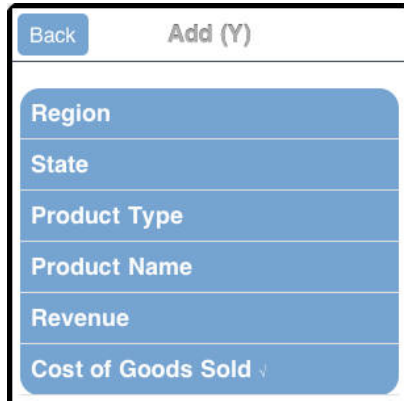 Back Add (Y)
Region
State
Product Type
Product Name
Revenue
Cost of Goods Sold √